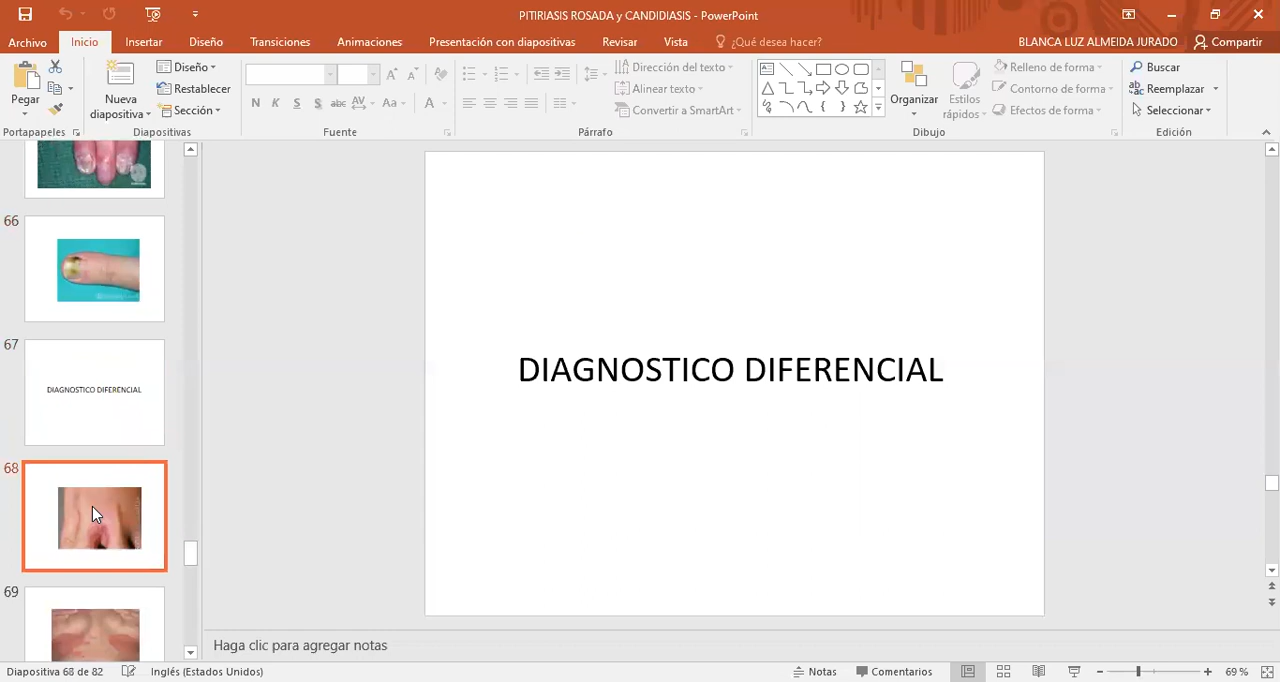 PITIRIASIS ROSADA y CANDIDIASIS - PowerPoint
Archivo Inicio Insertar Diseño Transiciones Animaciones Presentación con diapositivas Revisar Vista ¿Qué desea hacer? BLANCA LUZ ALMEIDA JURADO Compartir
Pegar
Nueva diapositiva
Diseño
Restablecer
Sección
N K S S abc AV Aa A
Dirección del texto
Alinear texto
Convertir a SmartArt
Organizar
Estilos rápidos
Relleno de forma
Contorno de forma
Efectos de forma
Buscar
Reemplazar
Seleccionar
Portapapeles Diapositivas Fuente Párrafo Dibujo Edición
66
67
DIAGNOSTICO DIFERENCIAL
68
69
DIAGNOSTICO DIFERENCIAL
Haga clic para agregar notas
Diapositiva 68 de 82 Inglés (Estados Unidos) Notas Comentarios 69 %